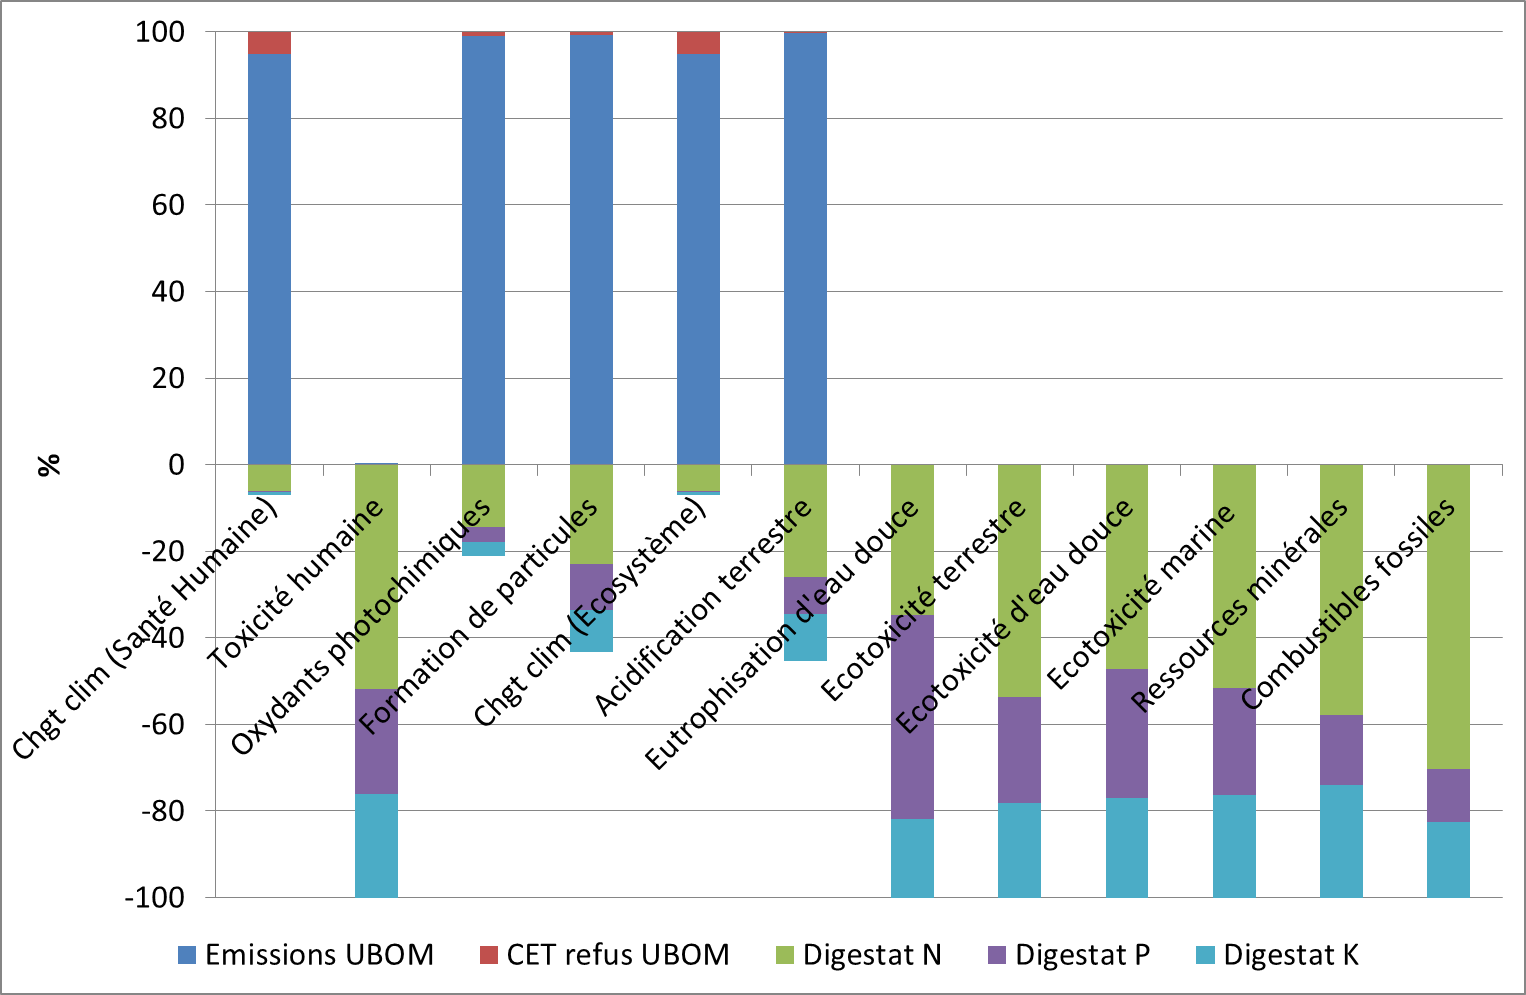 100
80
60
40
20
0
-20
-40
-60
-80
-100
%
Chgt clim (Santé Humaine)
Toxicité humaine
Oxydants photochimiques
Formation de particules
Chgt clim (Ecosystème)
Acidification terrestre
Eutrophisation d'eau douce
Ecotoxicité terrestre
Ecotoxicité d'eau douce
Ecotoxicité marine
Ressources minérales
Combustibles fossiles
Emissions UBOM CET refus UBOM Digestat N Digestat P Digestat K